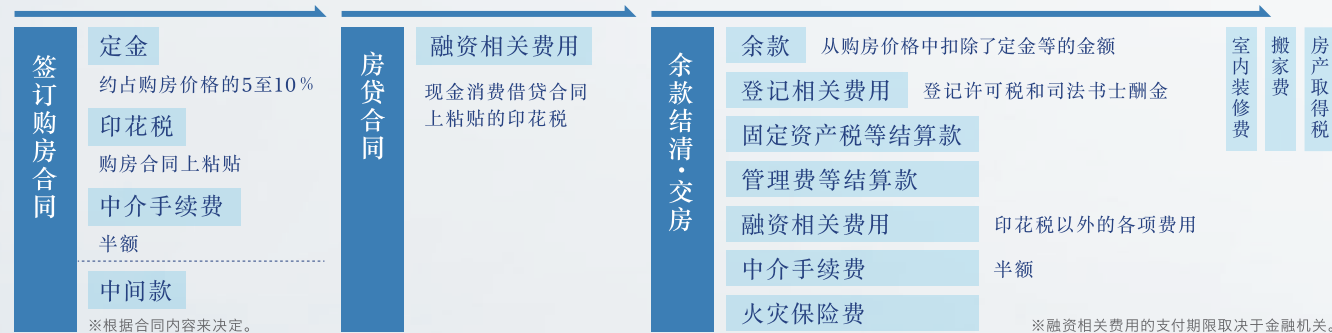 签订购房合同
定金
约占购房价格的5至10%
印花税
购房合同上粘贴
中介手续费
半额
中间款
※根据合同内容来决定。
房贷合同
融资相关费用
现金消费借贷合同
上粘贴的印花税
余款结清·交房
余款
从购房价格中扣除了定金等的金额
登记相关费用
登记许可税和司法书士酬金
固定资产税等结算款
管理费等结算款
融资相关费用
印花税以外的各项费用
中介手续费
半额
火灾保险费
室内装修费
搬家费
房产取得税
※融资相关费用的支付期限取决于金融机关。